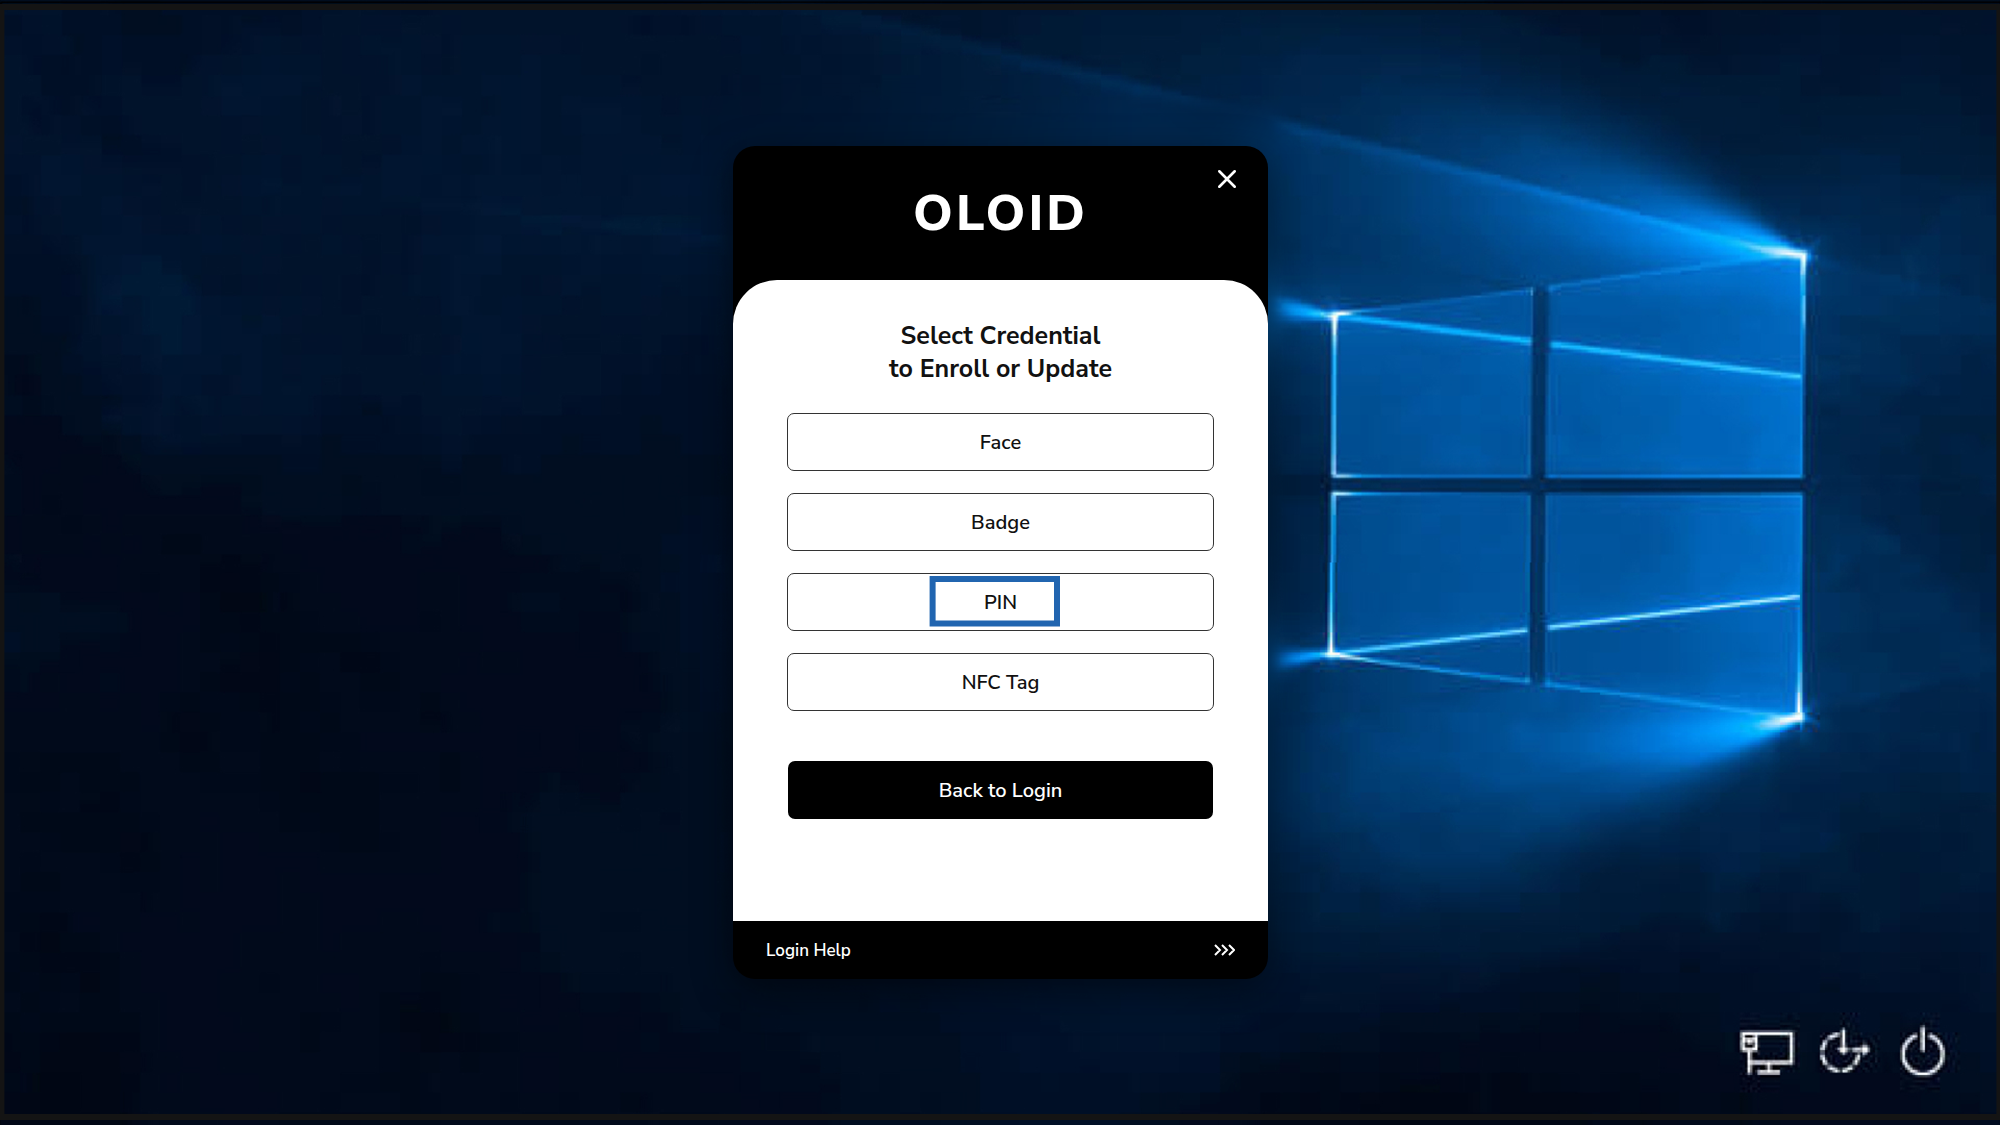 OLOID
Select Credential
to Enroll or Update
Face
Badge
PIN
NFC Tag
Back to Login
Login Help